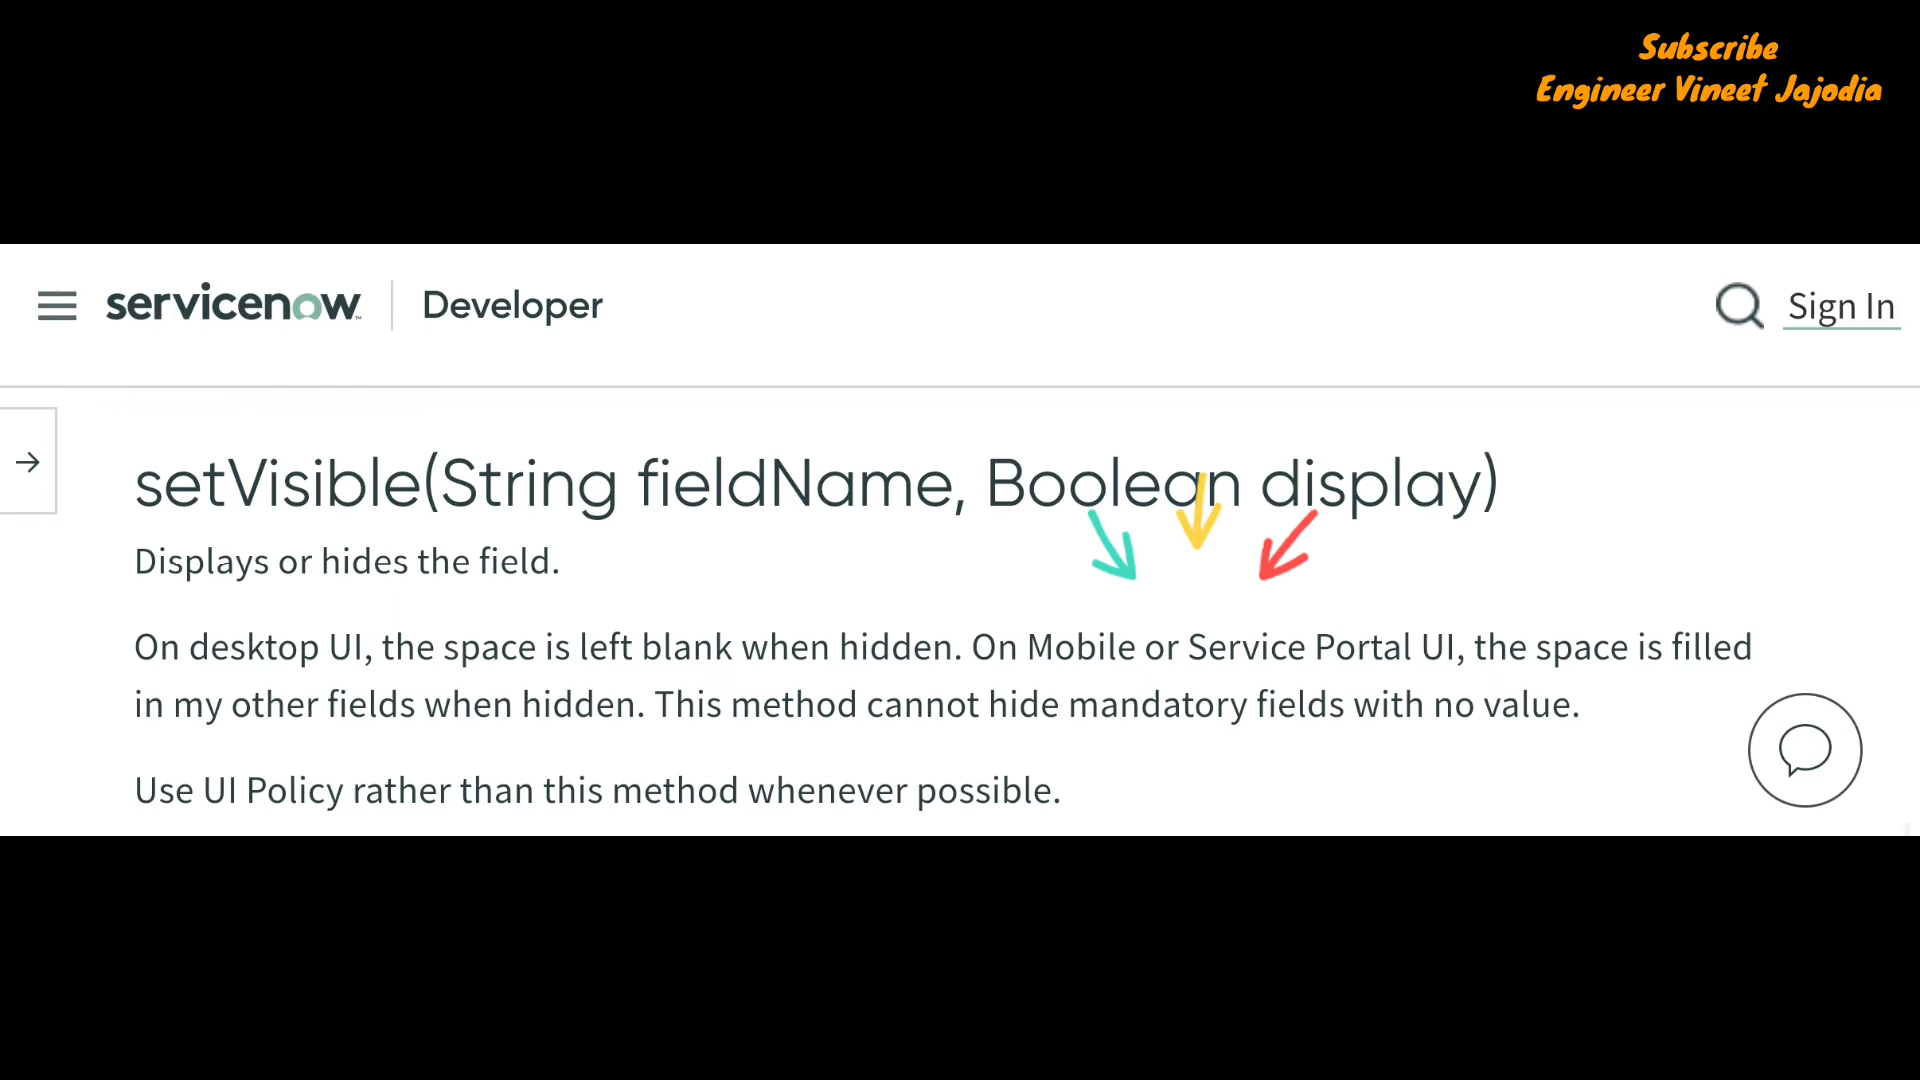 Subscribe
Engineer Vineet Jajodia
servicenow™ Developer
Sign In
setVisible(String fieldName, Boolean display)
Displays or hides the field.
On desktop UI, the space is left blank when hidden. On Mobile or Service Portal UI, the space is filled
in my other fields when hidden. This method cannot hide mandatory fields with no value.
Use UI Policy rather than this method whenever possible.